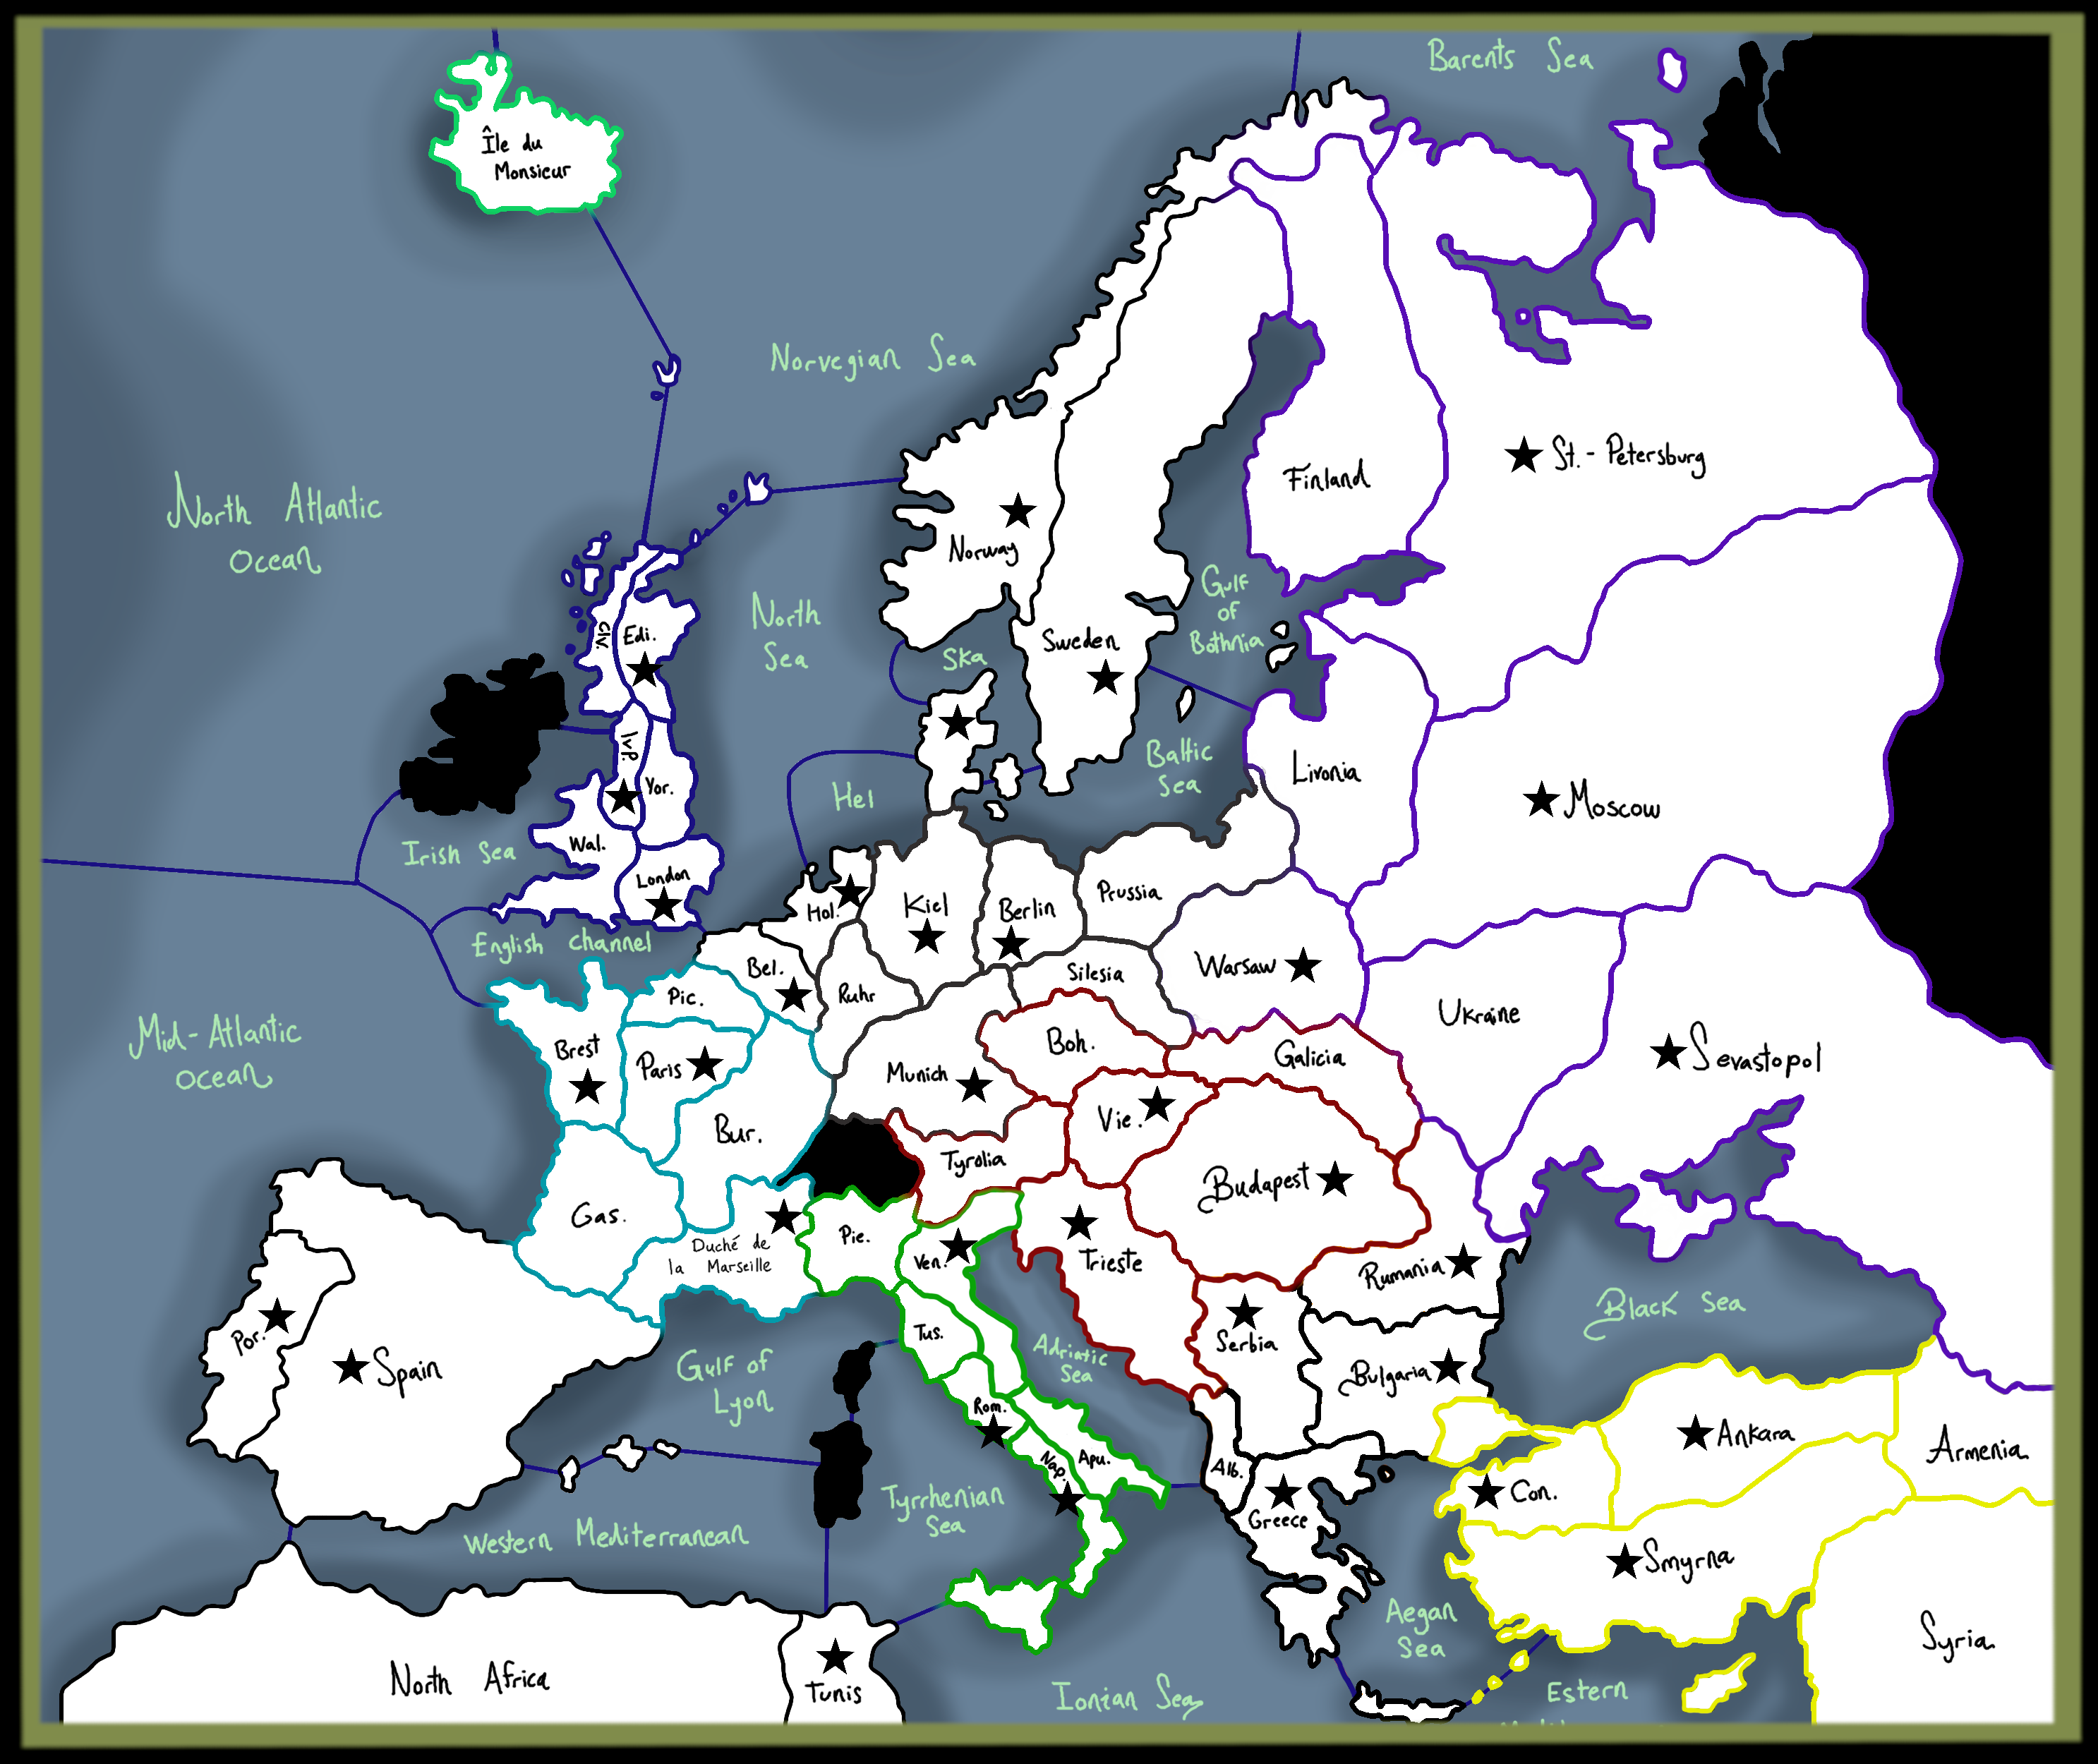 Barents Sea
Île du
Monsieur
Norwegian Sea
North Atlantic
Ocean
St.-Petersburg
Finland
Norway
North
Sea
Gulf
of
Bothnia
Clv.
Edi.
Sweden
Ska
Lvp.
Yor.
Baltic
Sea
Livonia
Hel
Moscow
Irish Sea
Wal.
London
Hol.
Kiel
Berlin
Prussia
English Channel
Bel.
Ruhr
Silesia
Warsaw
Pic.
Ukraine
Mid-Atlantic
Ocean
Brest
Paris
Munich
Boh.
Galicia
Sevastopol
Bur.
Vie.
Tyrolia
Budapest
Gas.
Duché de
la Marseille
Pie.
Ven.
Trieste
Rumania
Black Sea
Por.
Spain
Tus.
Adriatic
Sea
Serbia
Bulgaria
Gulf of
Lyon
Rom.
Nap.
Apu.
Alb.
Ankara
Armenia
Tyrrhenian
Sea
Con.
Greece
Western Mediterranean
Smyrna
Aegan
Sea
Syria
North Africa
Tunis
Ionian Sea
Estern